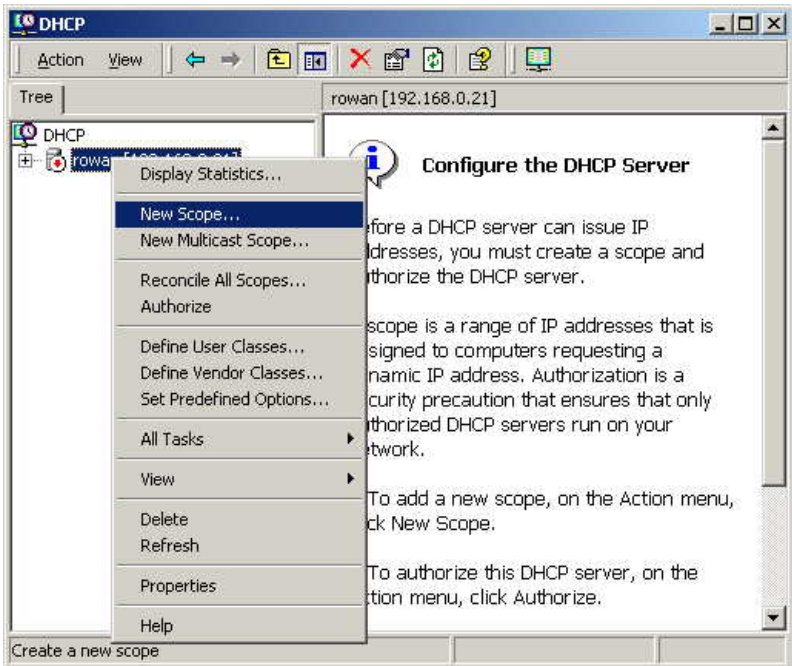 DHCP
Action View
Tree
rowan [192.168.0.21]
DHCP
Display Statistics...
New Scope...
New Multicast Scope...
Reconcile All Scopes...
Authorize
Define User Classes...
Define Vendor Classes...
Set Predefined Options...
All Tasks
View
Delete
Refresh
Properties
Help
Configure the DHCP Server
fore a DHCP server can issue IP
ldresses, you must create a scope and
thorize the DHCP server.
scope is a range of IP addresses that is
signed to computers requesting a
namic IP address. Authorization is a
curity precaution that ensures that only
thorized DHCP servers run on your
twork.
To add a new scope, on the Action menu,
ck New Scope.
To authorize this DHCP server, on the
tion menu, click Authorize.
Create a new scope